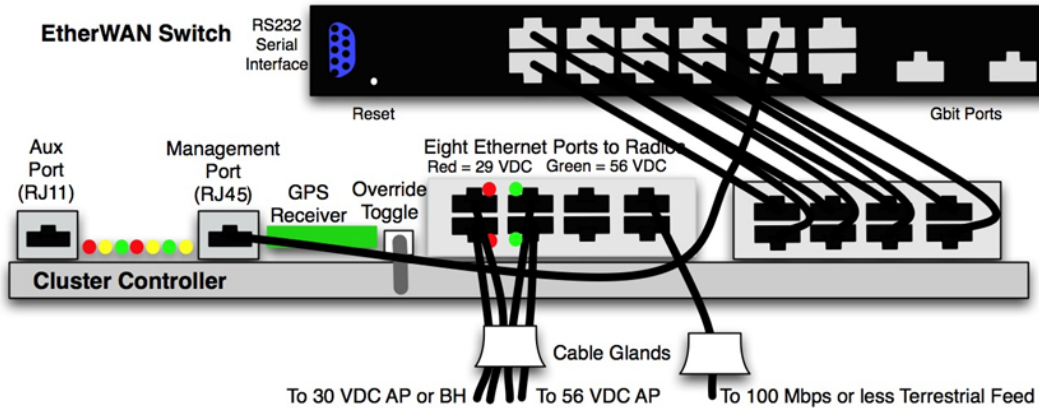 EtherWAN Switch
RS232
Serial
Interface
Reset
Gbit Ports
Aux
Port
(RJ11)
Management
Port
(RJ45)
GPS
Receiver
Override
Toggle
Eight Ethernet Ports to Radios
Red = 29 VDC Green = 56 VDC
Cluster Controller
Cable Glands
To 30 VDC AP or BH
To 56 VDC AP
To 100 Mbps or less Terrestrial Feed